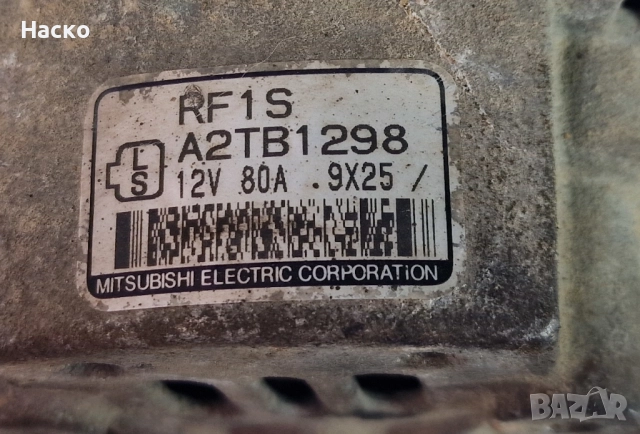 Наско
RF1S
A2TB1298
L
S
12V 80A 9X25 /
MITSUBISHI ELECTRIC CORPORATION
BAZAR